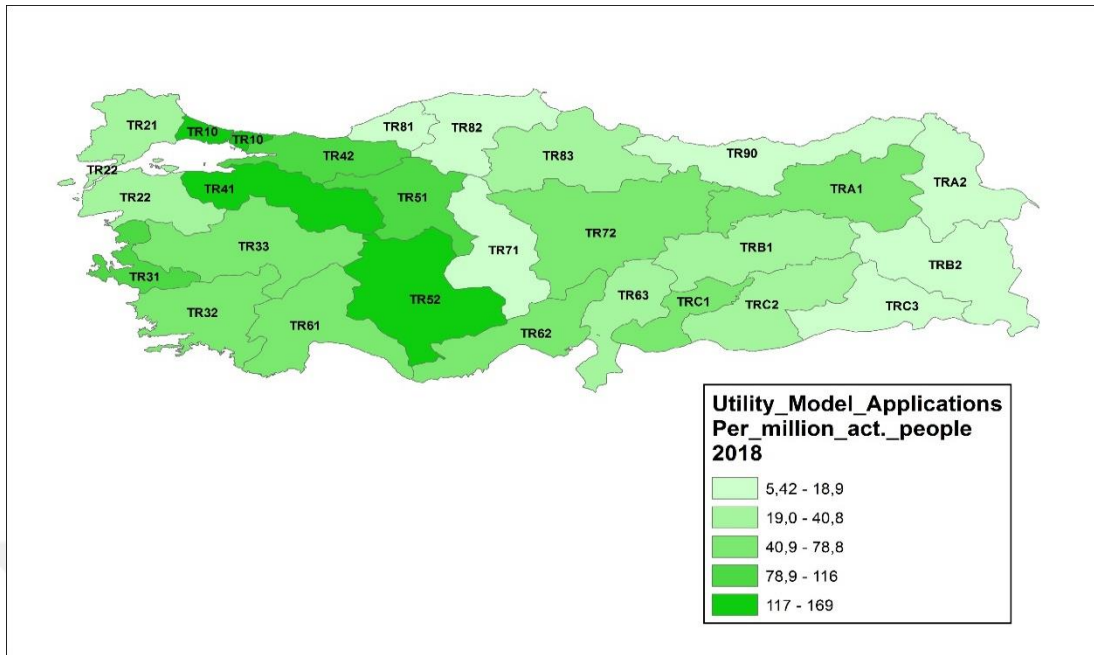 TR21
TR10
TR10
TR81
TR82
TR42
TR83
TR90
TR22
TRA1
TRA2
TR22
TR41
TR51
TR33
TR72
TRB1
TR71
TRB2
TR31
TR52
TR63
TRC1
TRC2
TRC3
TR32
TR61
TR62
Utility_Model_Applications
Per_million_act._people
2018
5,42 - 18,9
19,0 - 40,8
40,9 - 78,8
78,9 - 116
117 - 169